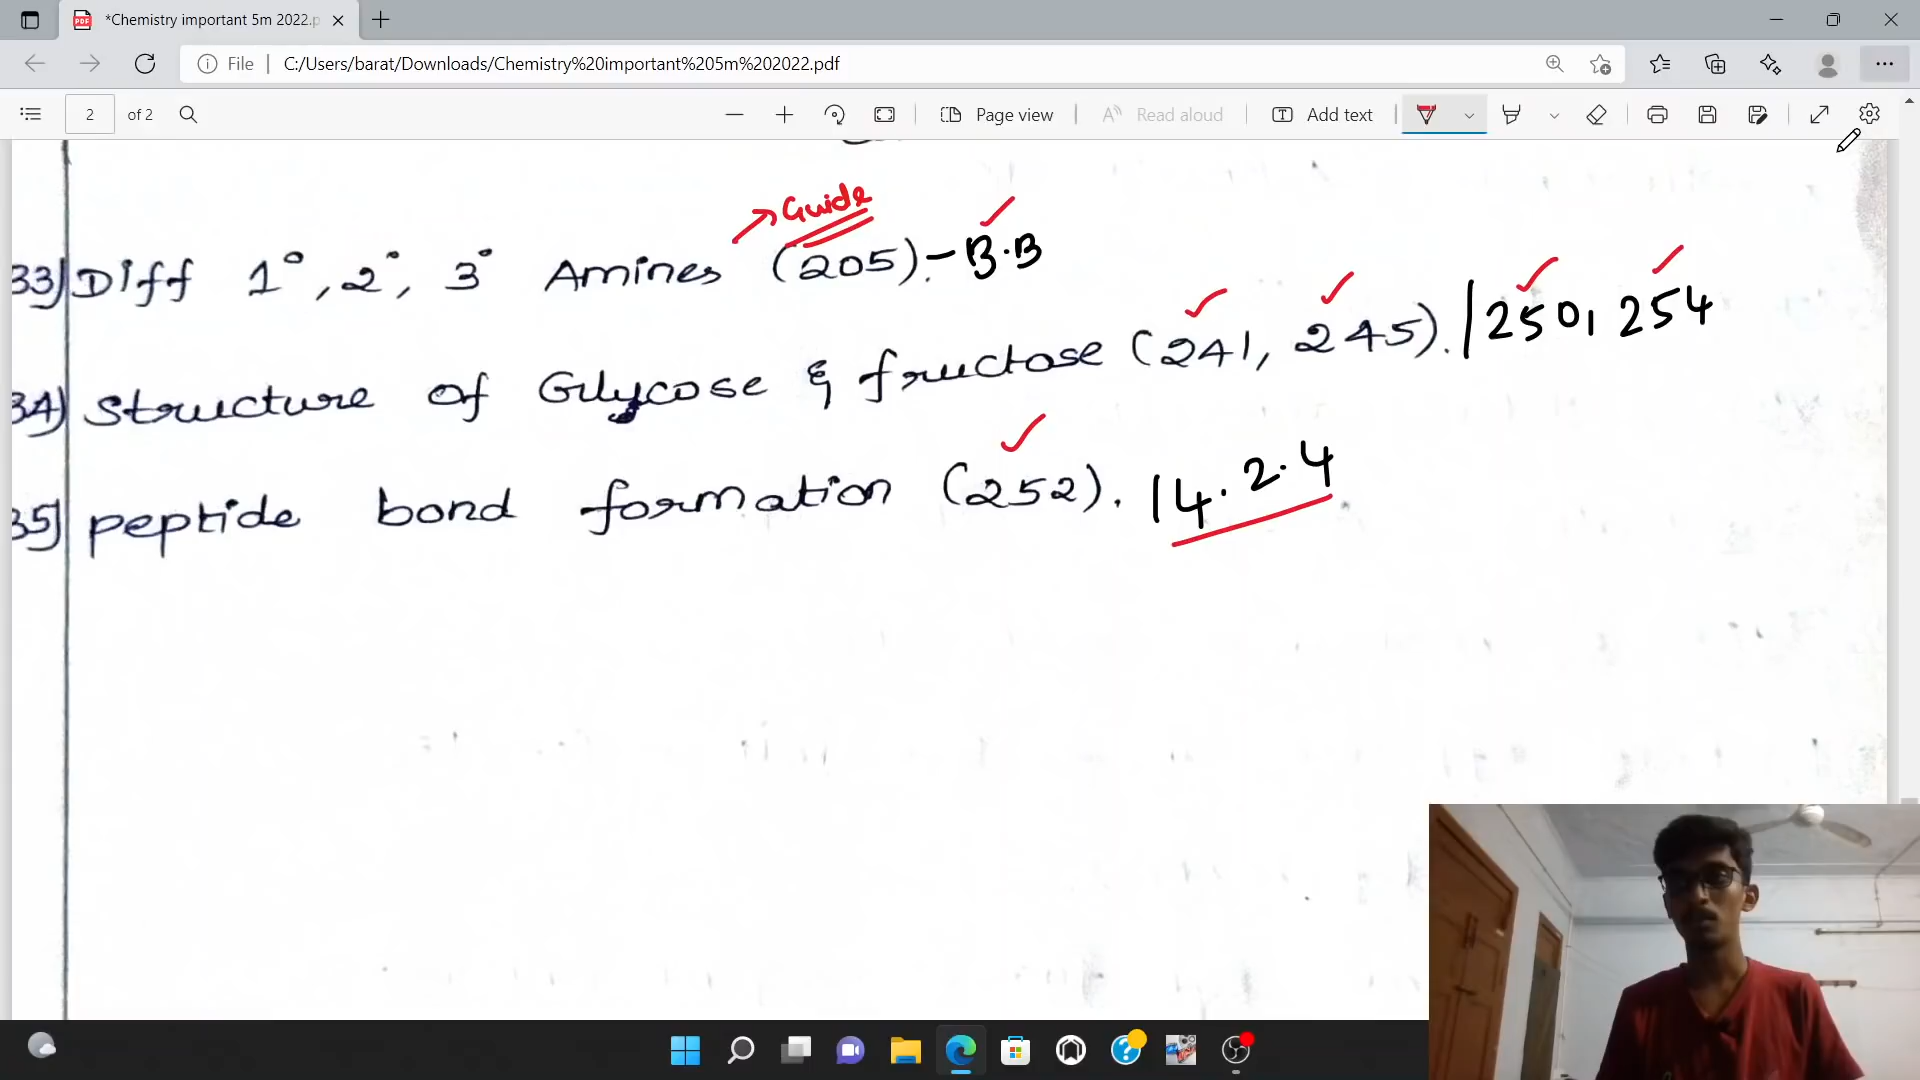 *Chemistry important 5m 2022.p
File
C:/Users/barat/Downloads/Chemistry%20important%205m%202022.pdf
2 of 2
Page view
Read aloud
Add text
→ Guide
33) Diff 1°, 2°, 3° Amines (205). - B.B
34) Structure of Glycose & fructose (241, 245). | 250, 254
35) peptide bond formation (252). 14.2.4